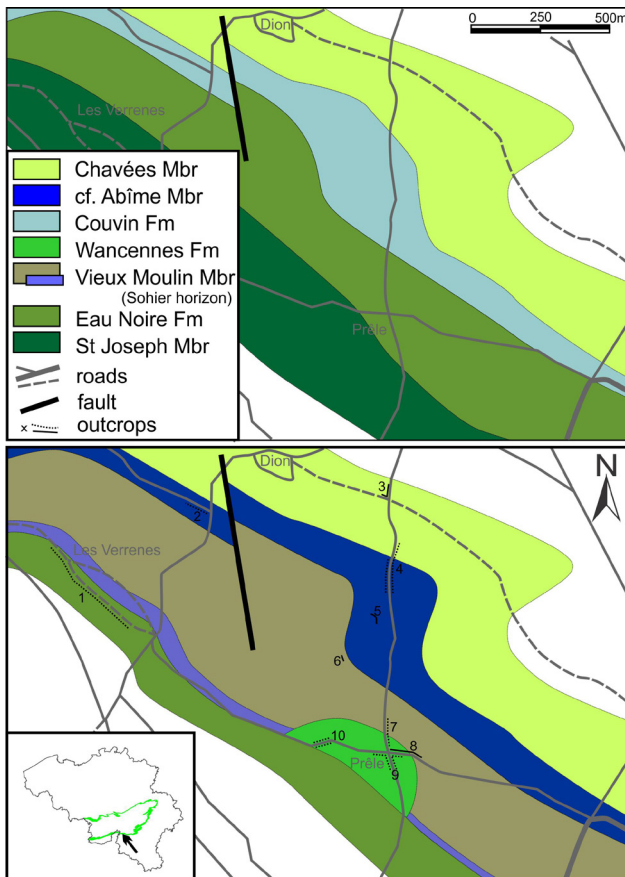 0 250 500m
Dion
Les Verrenes
Chavées Mbr
cf. Abîme Mbr
Couvin Fm
Wancennes Fm
Vieux Moulin Mbr
(Sohier horizon)
Eau Noire Fm
St Joseph Mbr
roads
fault
x outcrops
Prêle
N
Dion
3
2
Les Verrenes
4
1
5
6
7
10
8
Prêle
9